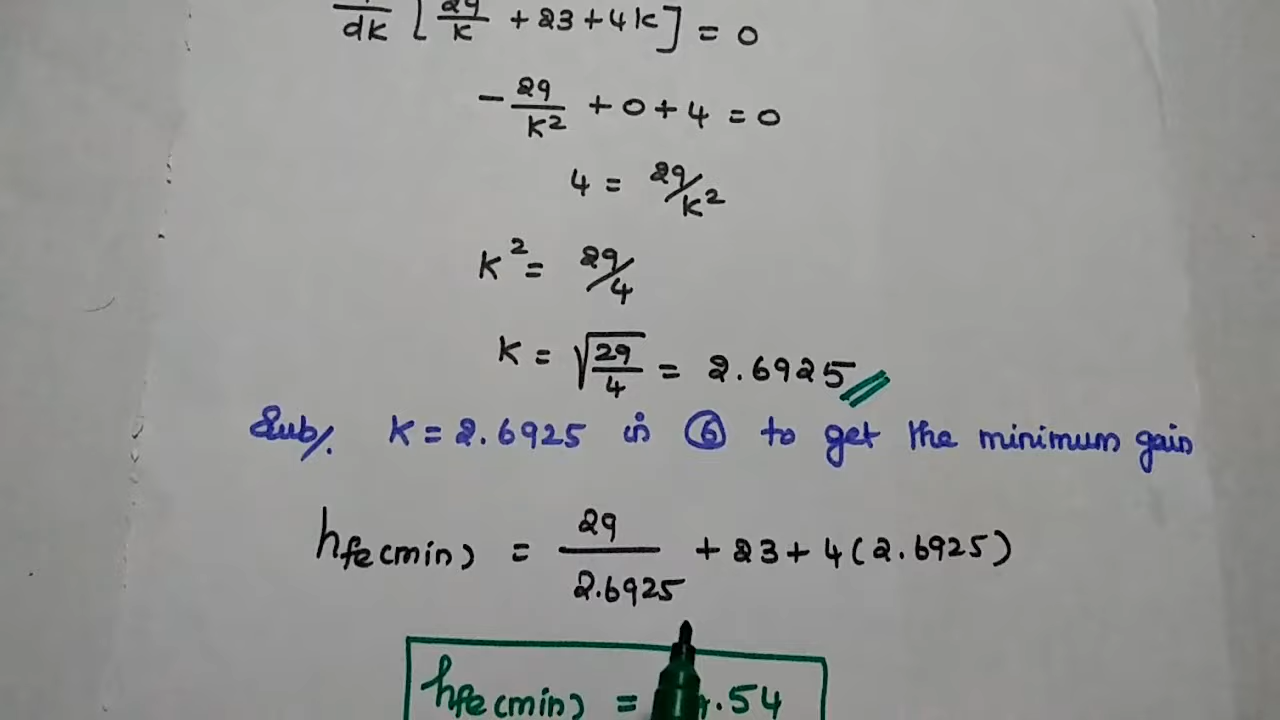 dk [ 29/k + 23 + 4k ] = 0
- 29/k² + 0 + 4 = 0
4 = 29/k²
k² = 29/4
k = √(29/4) = 2.6925
Sub/. k = 2.6925 in ⑥ to get the minimum gain
hfe(min) = 29/2.6925 + 23 + 4(2.6925)
hfe(min) = .54